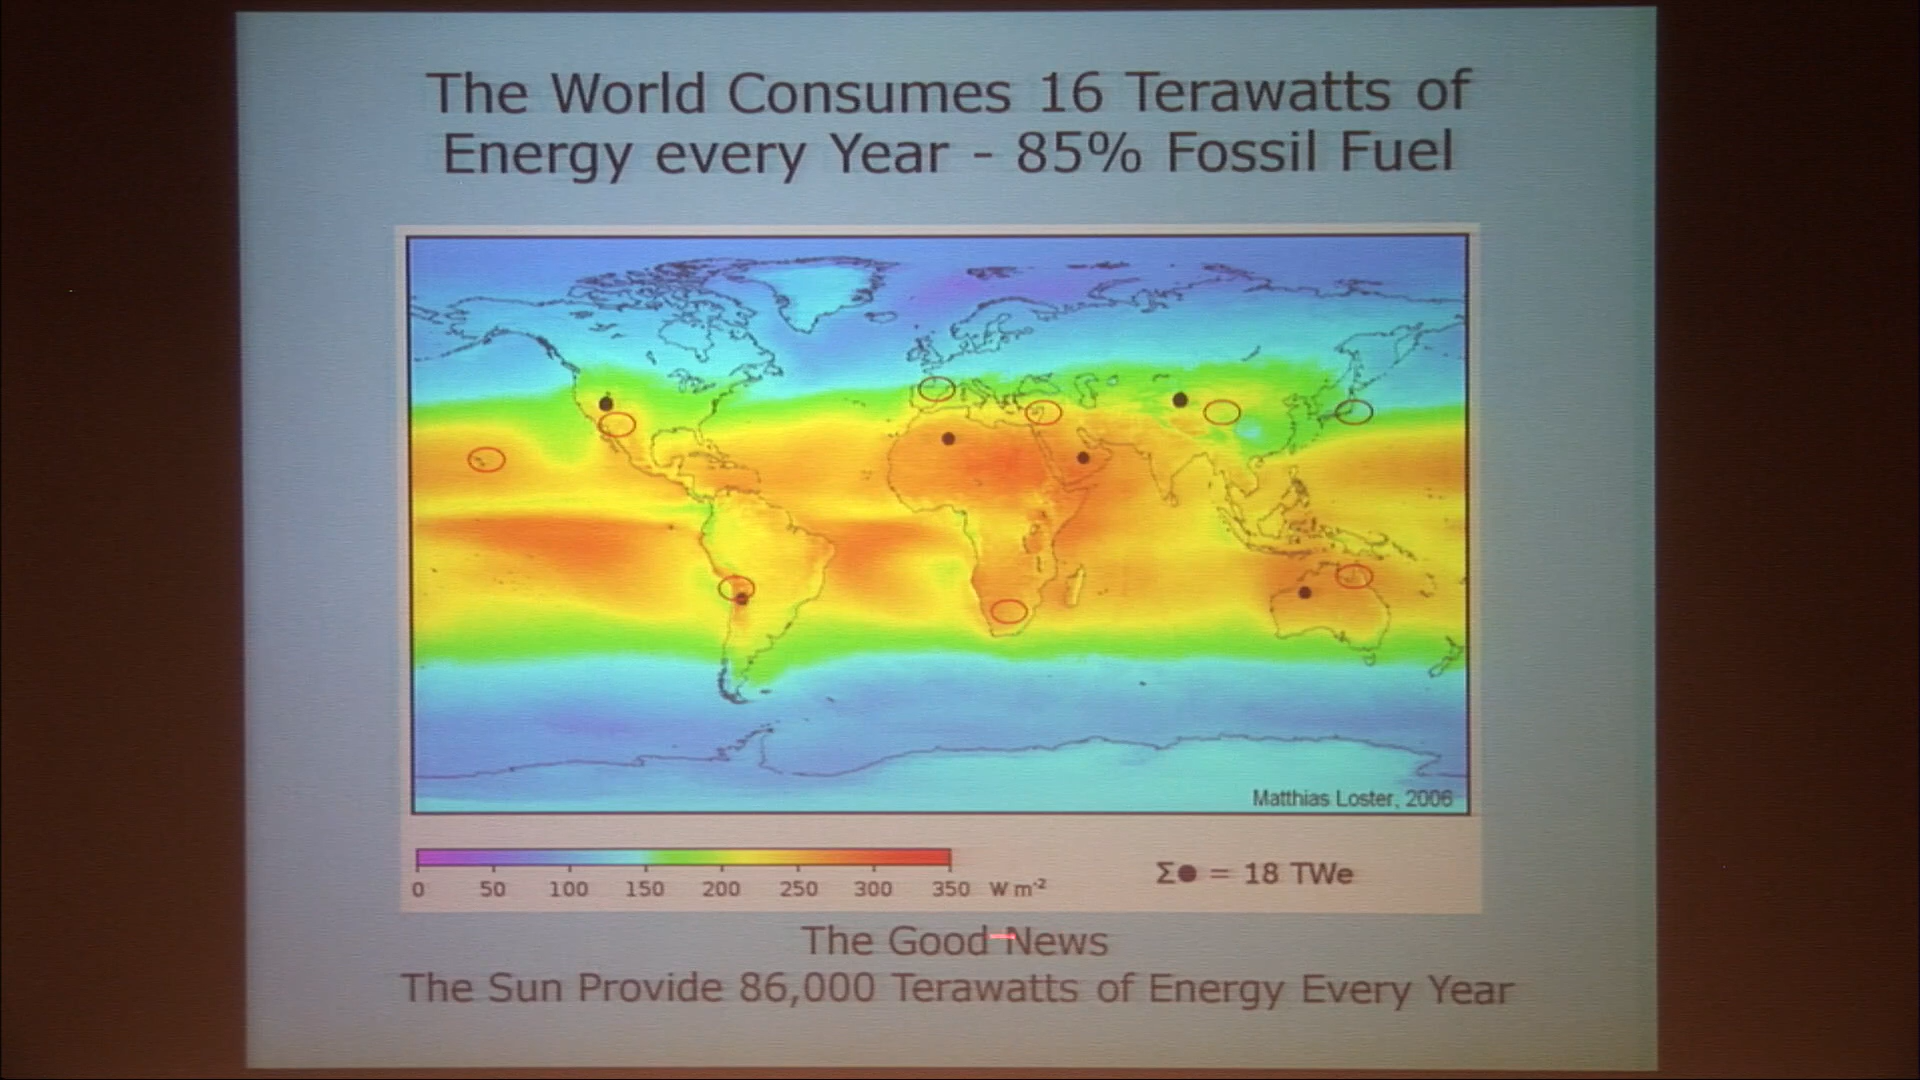 The World Consumes 16 Terawatts of
Energy every Year - 85% Fossil Fuel
Matthias Loster, 2006
0 50 100 150 200 250 300 350 W m⁻²
Σ● = 18 TWe
The Good News
The Sun Provide 86,000 Terawatts of Energy Every Year